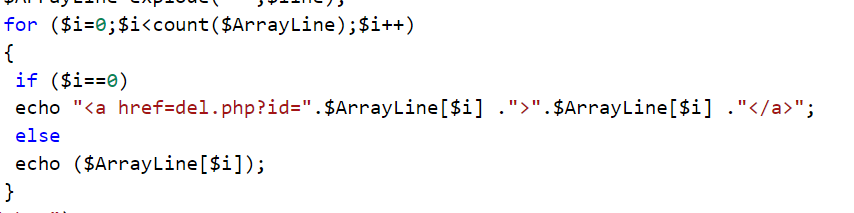 for ($i=0;$i<count($ArrayLine);$i++)
{
if ($i==0)
echo "<a href=del.php?id=".$ArrayLine[$i] .">".$ArrayLine[$i] ."</a>";
else
echo ($ArrayLine[$i]);
}